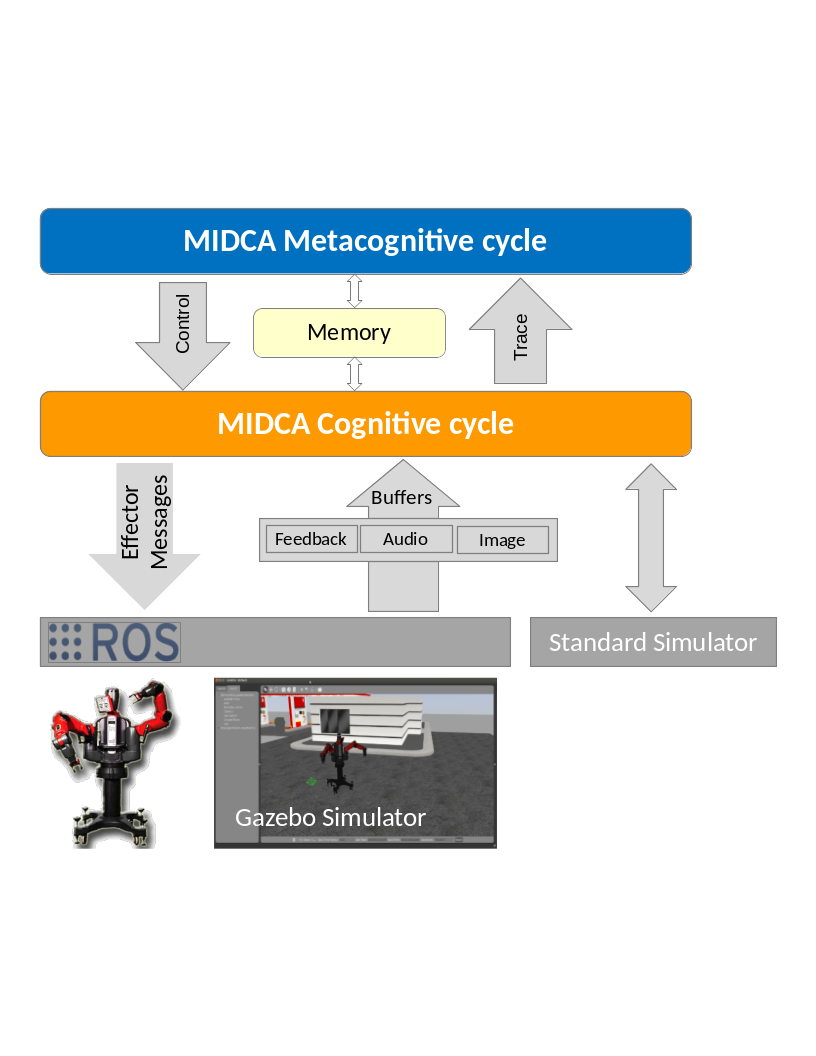 MIDCA Metacognitive cycle
Control
Memory
Trace
MIDCA Cognitive cycle
Effector
Messages
Buffers
Feedback
Audio
Image
ROS
Standard Simulator
Gazebo Simulator